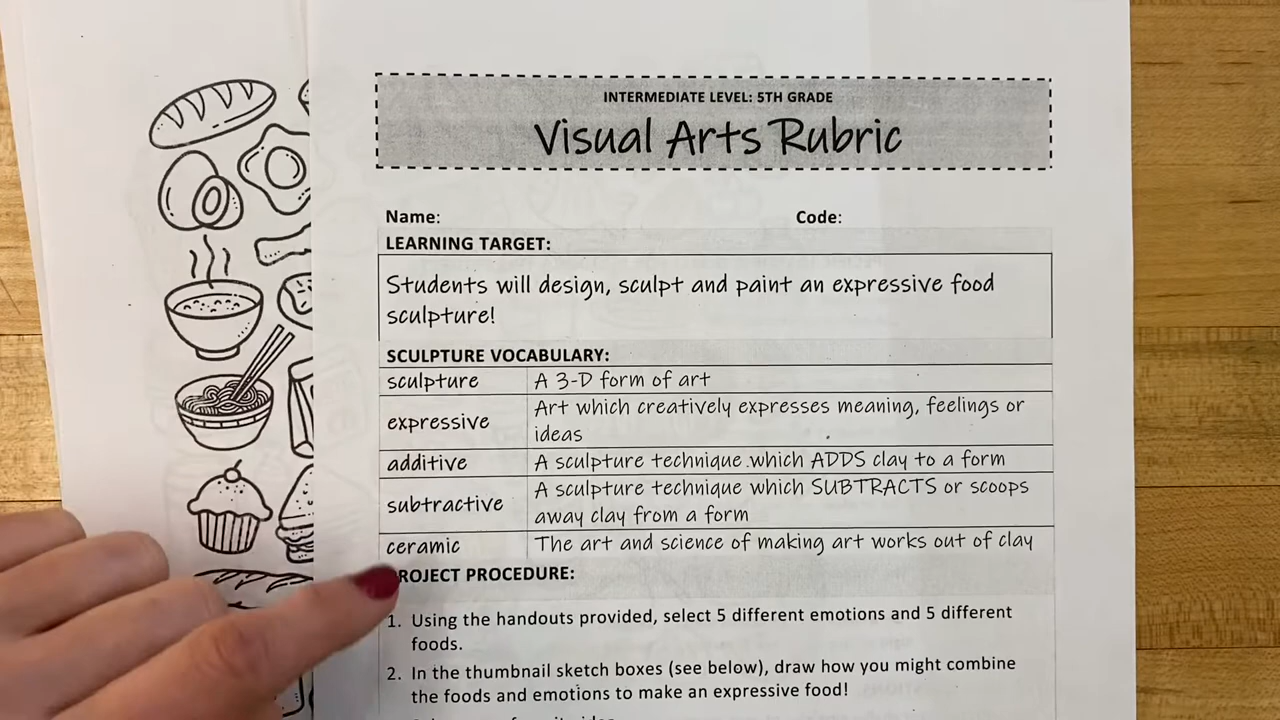 INTERMEDIATE LEVEL: 5TH GRADE
Visual Arts Rubric
Name: Code:
LEARNING TARGET:
Students will design, sculpt and paint an expressive food
sculpture!
SCULPTURE VOCABULARY:
sculpture A 3-D form of art
expressive Art which creatively expresses meaning, feelings or
ideas
additive A sculpture technique which ADDS clay to a form
subtractive A sculpture technique which SUBTRACTS or scoops
away clay from a form
ceramic The art and science of making art works out of clay
PROJECT PROCEDURE:
1. Using the handouts provided, select 5 different emotions and 5 different
foods.
2. In the thumbnail sketch boxes (see below), draw how you might combine
the foods and emotions to make an expressive food!